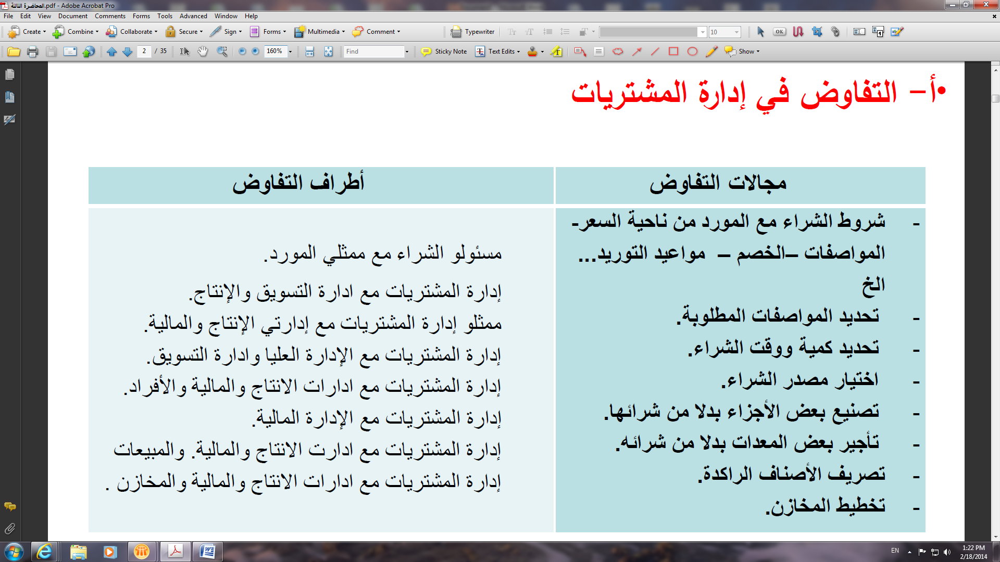 المحاضرة الثالثة.pdf - Adobe Acrobat Pro
File Edit View Document Comments Forms Tools Advanced Window Help
Create Combine Collaborate Secure Sign Forms Multimedia Comment Typewriter 10 OK
2 / 35 160% Find Sticky Note Text Edits Show
•أ- التفاوض في إدارة المشتريات
مجالات التفاوض
- شروط الشراء مع المورد من ناحية السعر-
المواصفات –الخصم – مواعيد التوريد...
الخ
- تحديد المواصفات المطلوبة.
- تحديد كمية ووقت الشراء.
- اختيار مصدر الشراء.
- تصنيع بعض الأجزاء بدلا من شرائها.
- تأجير بعض المعدات بدلا من شرائه.
- تصريف الأصناف الراكدة.
- تخطيط المخازن.
أطراف التفاوض
مسئولو الشراء مع ممثلي المورد.
إدارة المشتريات مع ادارة التسويق والإنتاج.
ممثلو إدارة المشتريات مع إدارتي الإنتاج والمالية.
إدارة المشتريات مع الإدارة العليا وادارة التسويق.
إدارة المشتريات مع ادارات الانتاج والمالية والأفراد.
إدارة المشتريات مع الإدارة المالية.
إدارة المشتريات مع ادارت الانتاج والمالية. والمبيعات
إدارة المشتريات مع ادارات الانتاج والمالية والمخازن .
EN
1:22 PM
2/18/2014